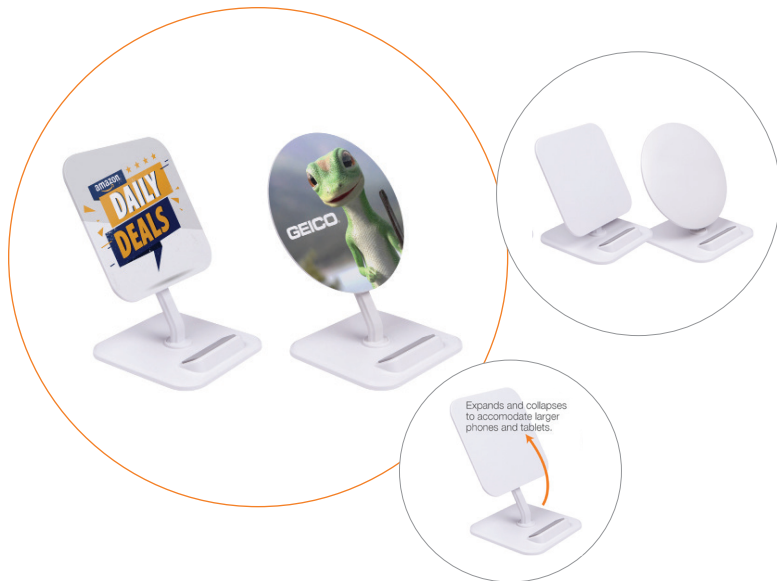 amazon
DAILY
DEALS
GEICO
Expands and collapses
to accomodate larger
phones and tablets.